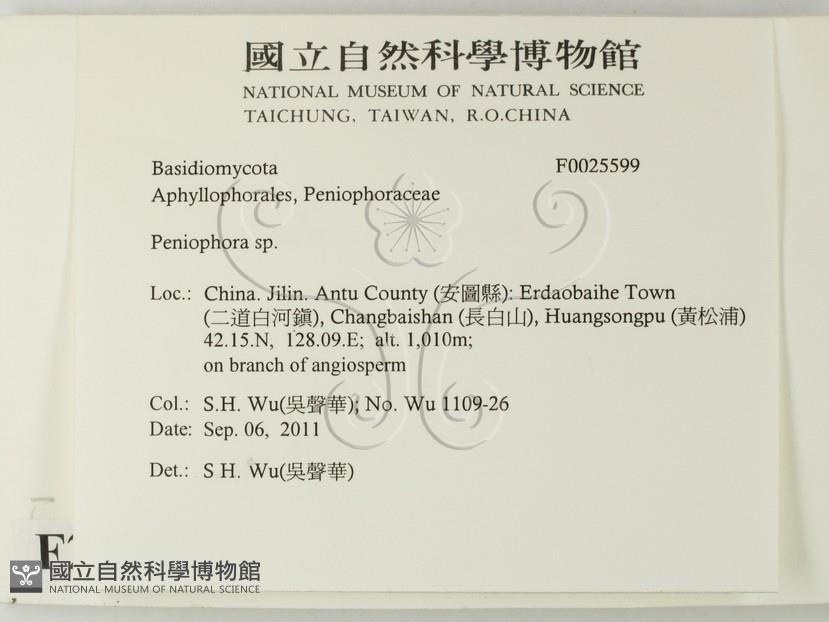 國立自然科學博物館
NATIONAL MUSEUM OF NATURAL SCIENCE
TAICHUNG, TAIWAN, R.O.CHINA
Basidiomycota F0025599
Aphyllophorales, Peniophoraceae
Peniophora sp.
Loc.: China. Jilin. Antu County (安圖縣): Erdaobaihe Town
(二道白河鎮), Changbaishan (長白山), Huangsongpu (黃松浦)
42.15.N, 128.09.E; alt. 1,010m;
on branch of angiosperm
Col.: S.H. Wu(吳聲華); No. Wu 1109-26
Date: Sep. 06, 2011
Det.: S H. Wu(吳聲華)
國立自然科學博物館
NATIONAL MUSEUM OF NATURAL SCIENCE